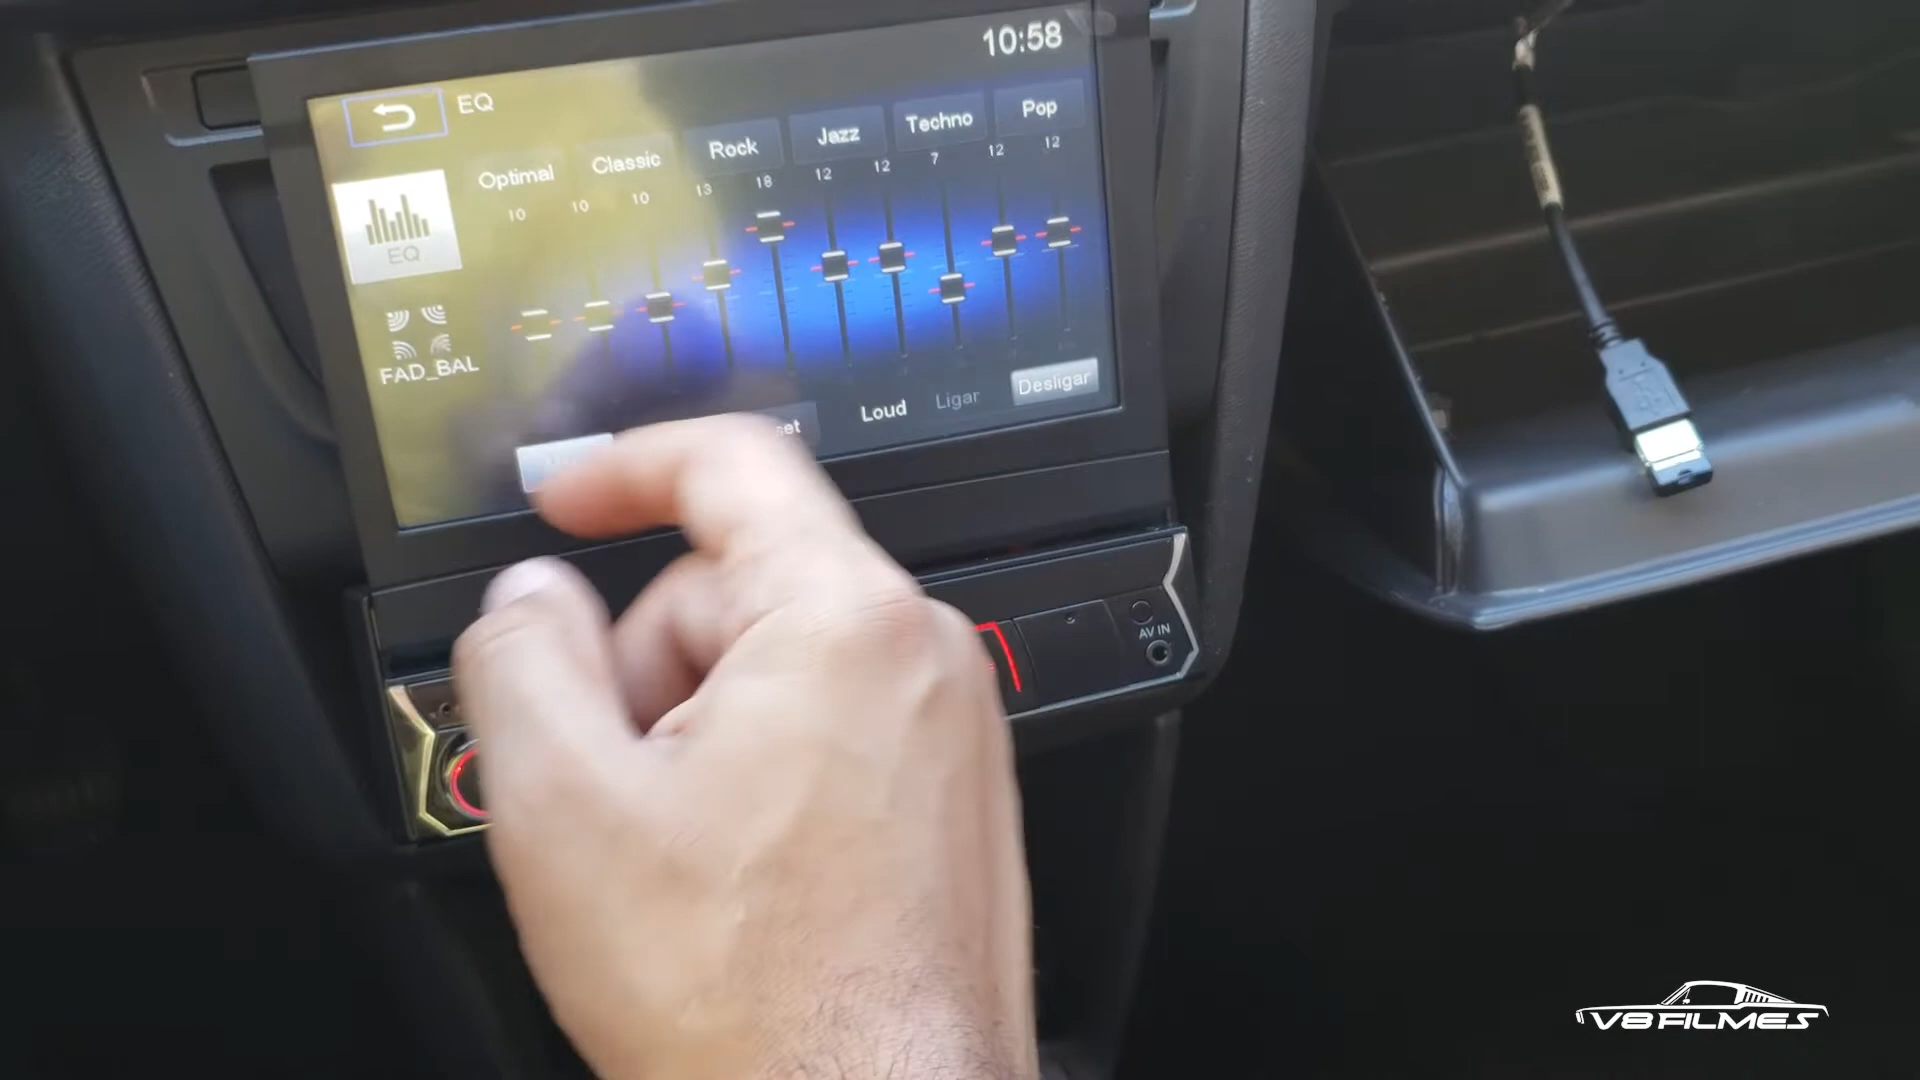 10:58
EQ
Optimal Classic Rock Jazz Techno Pop
10 10 10 13 18 12 12 7 12 12
EQ
FAD_BAL
set Loud Ligar Desligar
AV IN
V8 FILMES